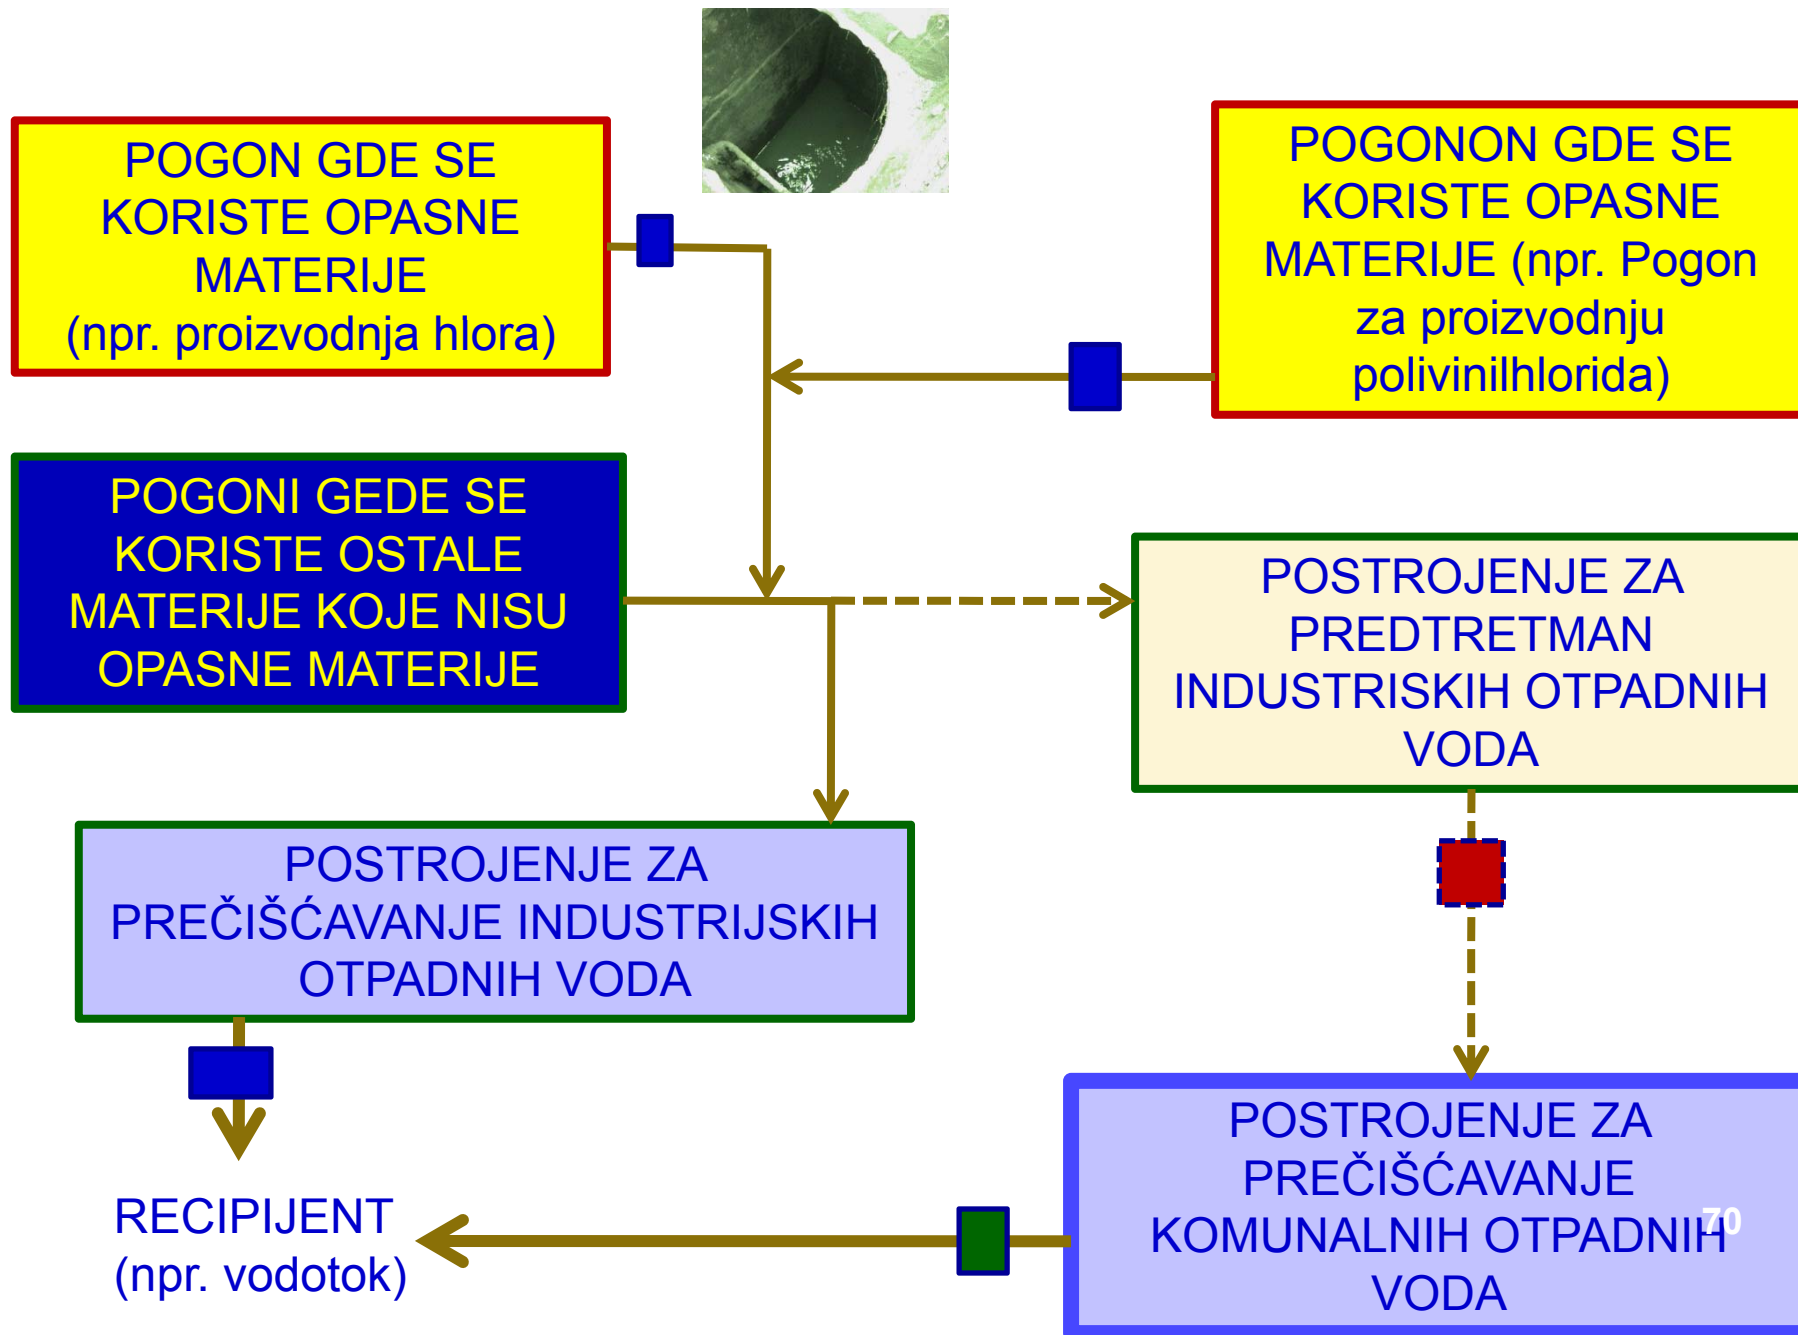 POGON GDE SE
KORISTE OPASNE
MATERIJE
(npr. proizvodnja hlora)
POGONON GDE SE
KORISTE OPASNE
MATERIJE (npr. Pogon
za proizvodnju
polivinilhlorida)
POGONI GEDE SE
KORISTE OSTALE
MATERIJE KOJE NISU
OPASNE MATERIJE
POSTROJENJE ZA
PREDTRETMAN
INDUSTRISKIH OTPADNIH
VODA
POSTROJENJE ZA
PREČIŠĆAVANJE INDUSTRIJSKIH
OTPADNIH VODA
RECIPIJENT
(npr. vodotok)
POSTROJENJE ZA
PREČIŠĆAVANJE
KOMUNALNIH OTPADNIH
VODA
70